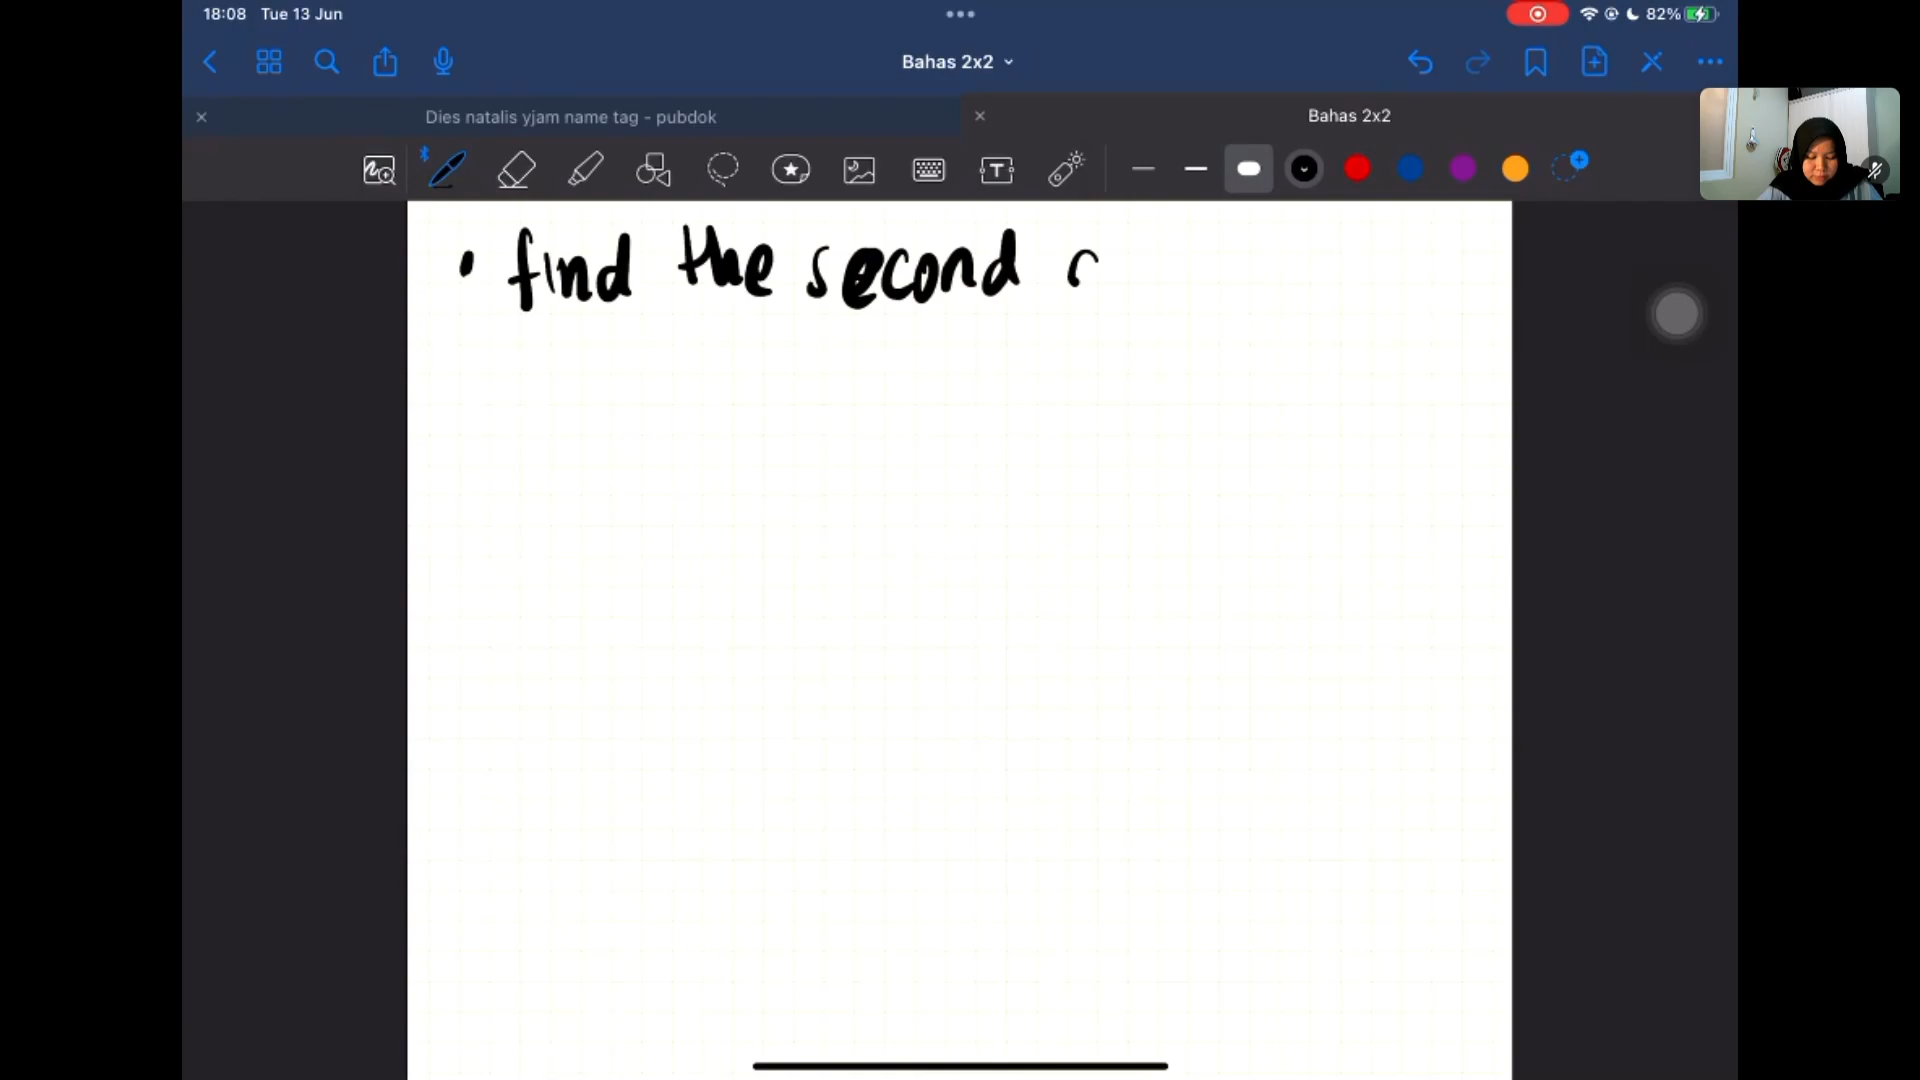 18:08 Tue 13 Jun 82%
Bahas 2x2
Dies natalis yjam name tag - pubdok Bahas 2x2
• find the second